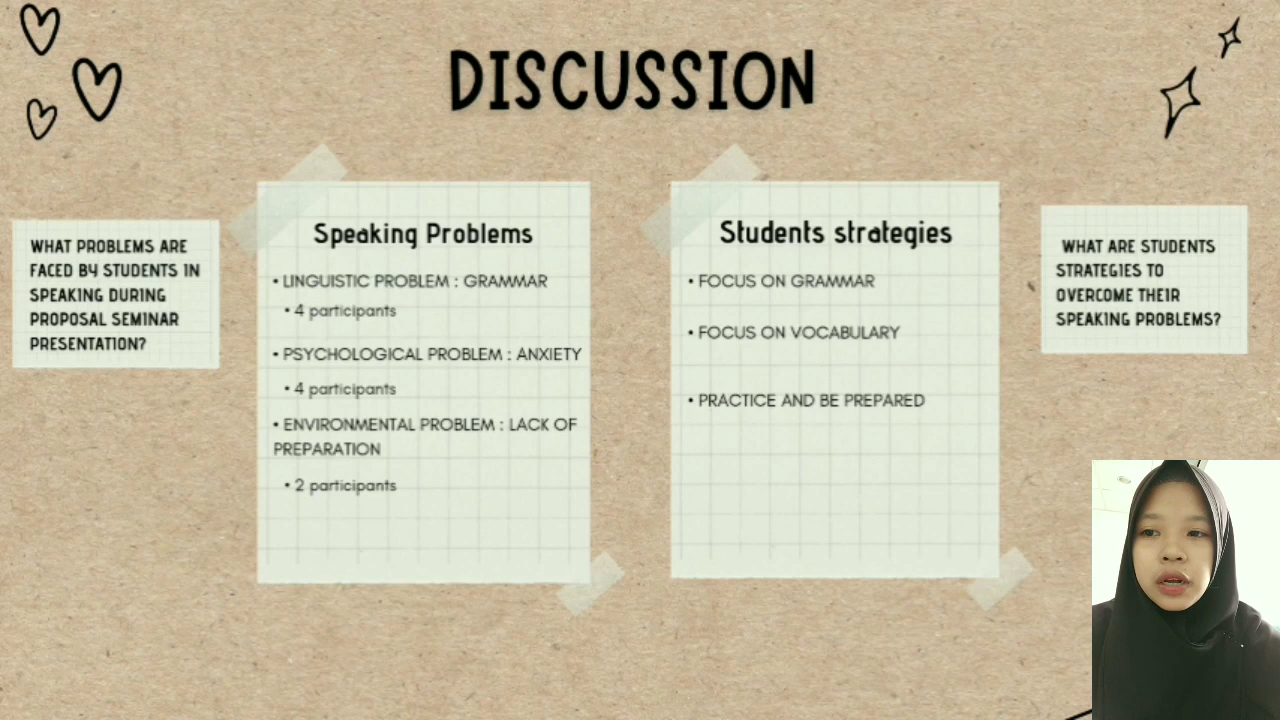 DISCUSSION
WHAT PROBLEMS ARE
FACED BY STUDENTS IN
SPEAKING DURING
PROPOSAL SEMINAR
PRESENTATION?
Speaking Problems
• LINGUISTIC PROBLEM : GRAMMAR
• 4 participants
• PSYCHOLOGICAL PROBLEM : ANXIETY
• 4 participants
• ENVIRONMENTAL PROBLEM : LACK OF
PREPARATION
• 2 participants
Students strategies
• FOCUS ON GRAMMAR
• FOCUS ON VOCABULARY
• PRACTICE AND BE PREPARED
WHAT ARE STUDENTS
STRATEGIES TO
OVERCOME THEIR
SPEAKING PROBLEMS?